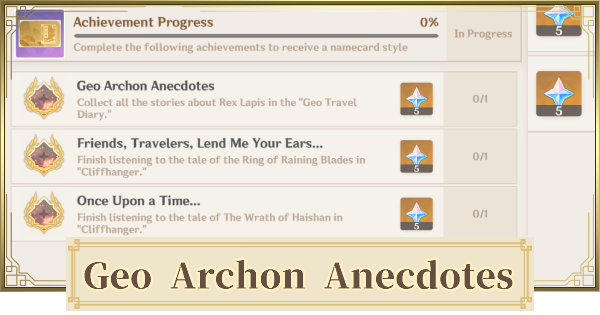 Achievement Progress 0%
Complete the following achievements to receive a namecard style
In Progress
5
5
Geo Archon Anecdotes
Collect all the stories about Rex Lapis in the "Geo Travel
Diary."
5
0/1
Friends, Travelers, Lend Me Your Ears...
Finish listening to the tale of the Ring of Raining Blades in
"Cliffhanger."
5
0/1
Once Upon a Time...
Finish listening to the tale of The Wrath of Haishan in
"Cliffhanger."
5
0/1
Geo Archon Anecdotes